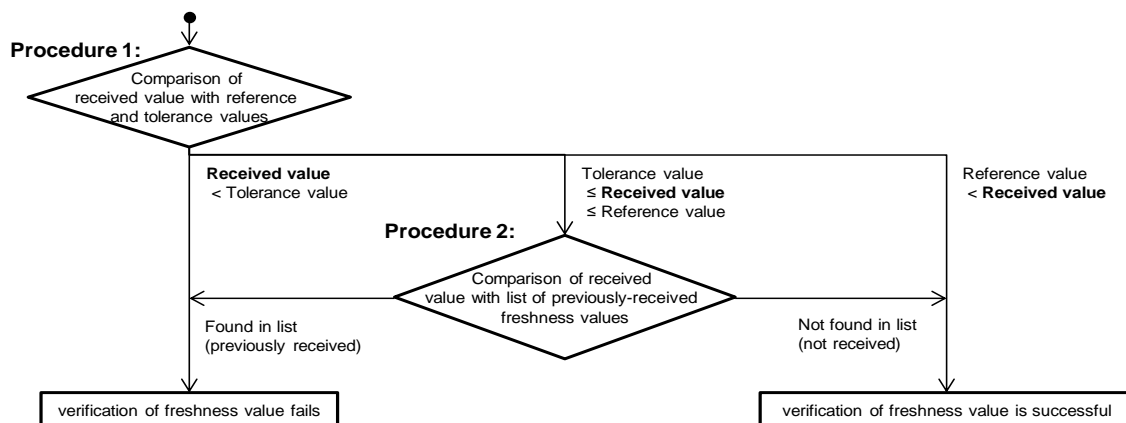 Procedure 1:
Comparison of
received value with reference
and tolerance values
Received value
< Tolerance value
Tolerance value
≤ Received value
≤ Reference value
Reference value
< Received value
Procedure 2:
Comparison of received
value with list of previously-received
freshness values
Found in list
(previously received)
Not found in list
(not received)
verification of freshness value fails
verification of freshness value is successful